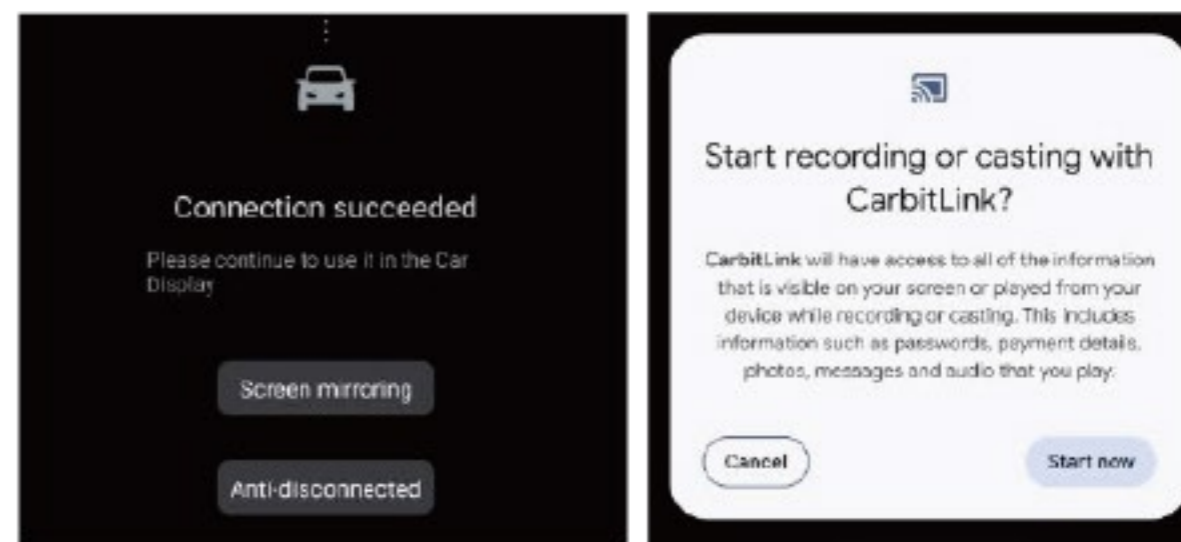 Connection succeeded
Please continue to use it in the Car
Display
Screen mirroring
Anti-disconnected
Start recording or casting with
CarbitLink?
CarbitLink will have access to all of the information
that is visible on your screen or played from your
device while recording or casting. This includes
information such as passwords, payment details,
photos, messages and audio that you play.
Cancel
Start now